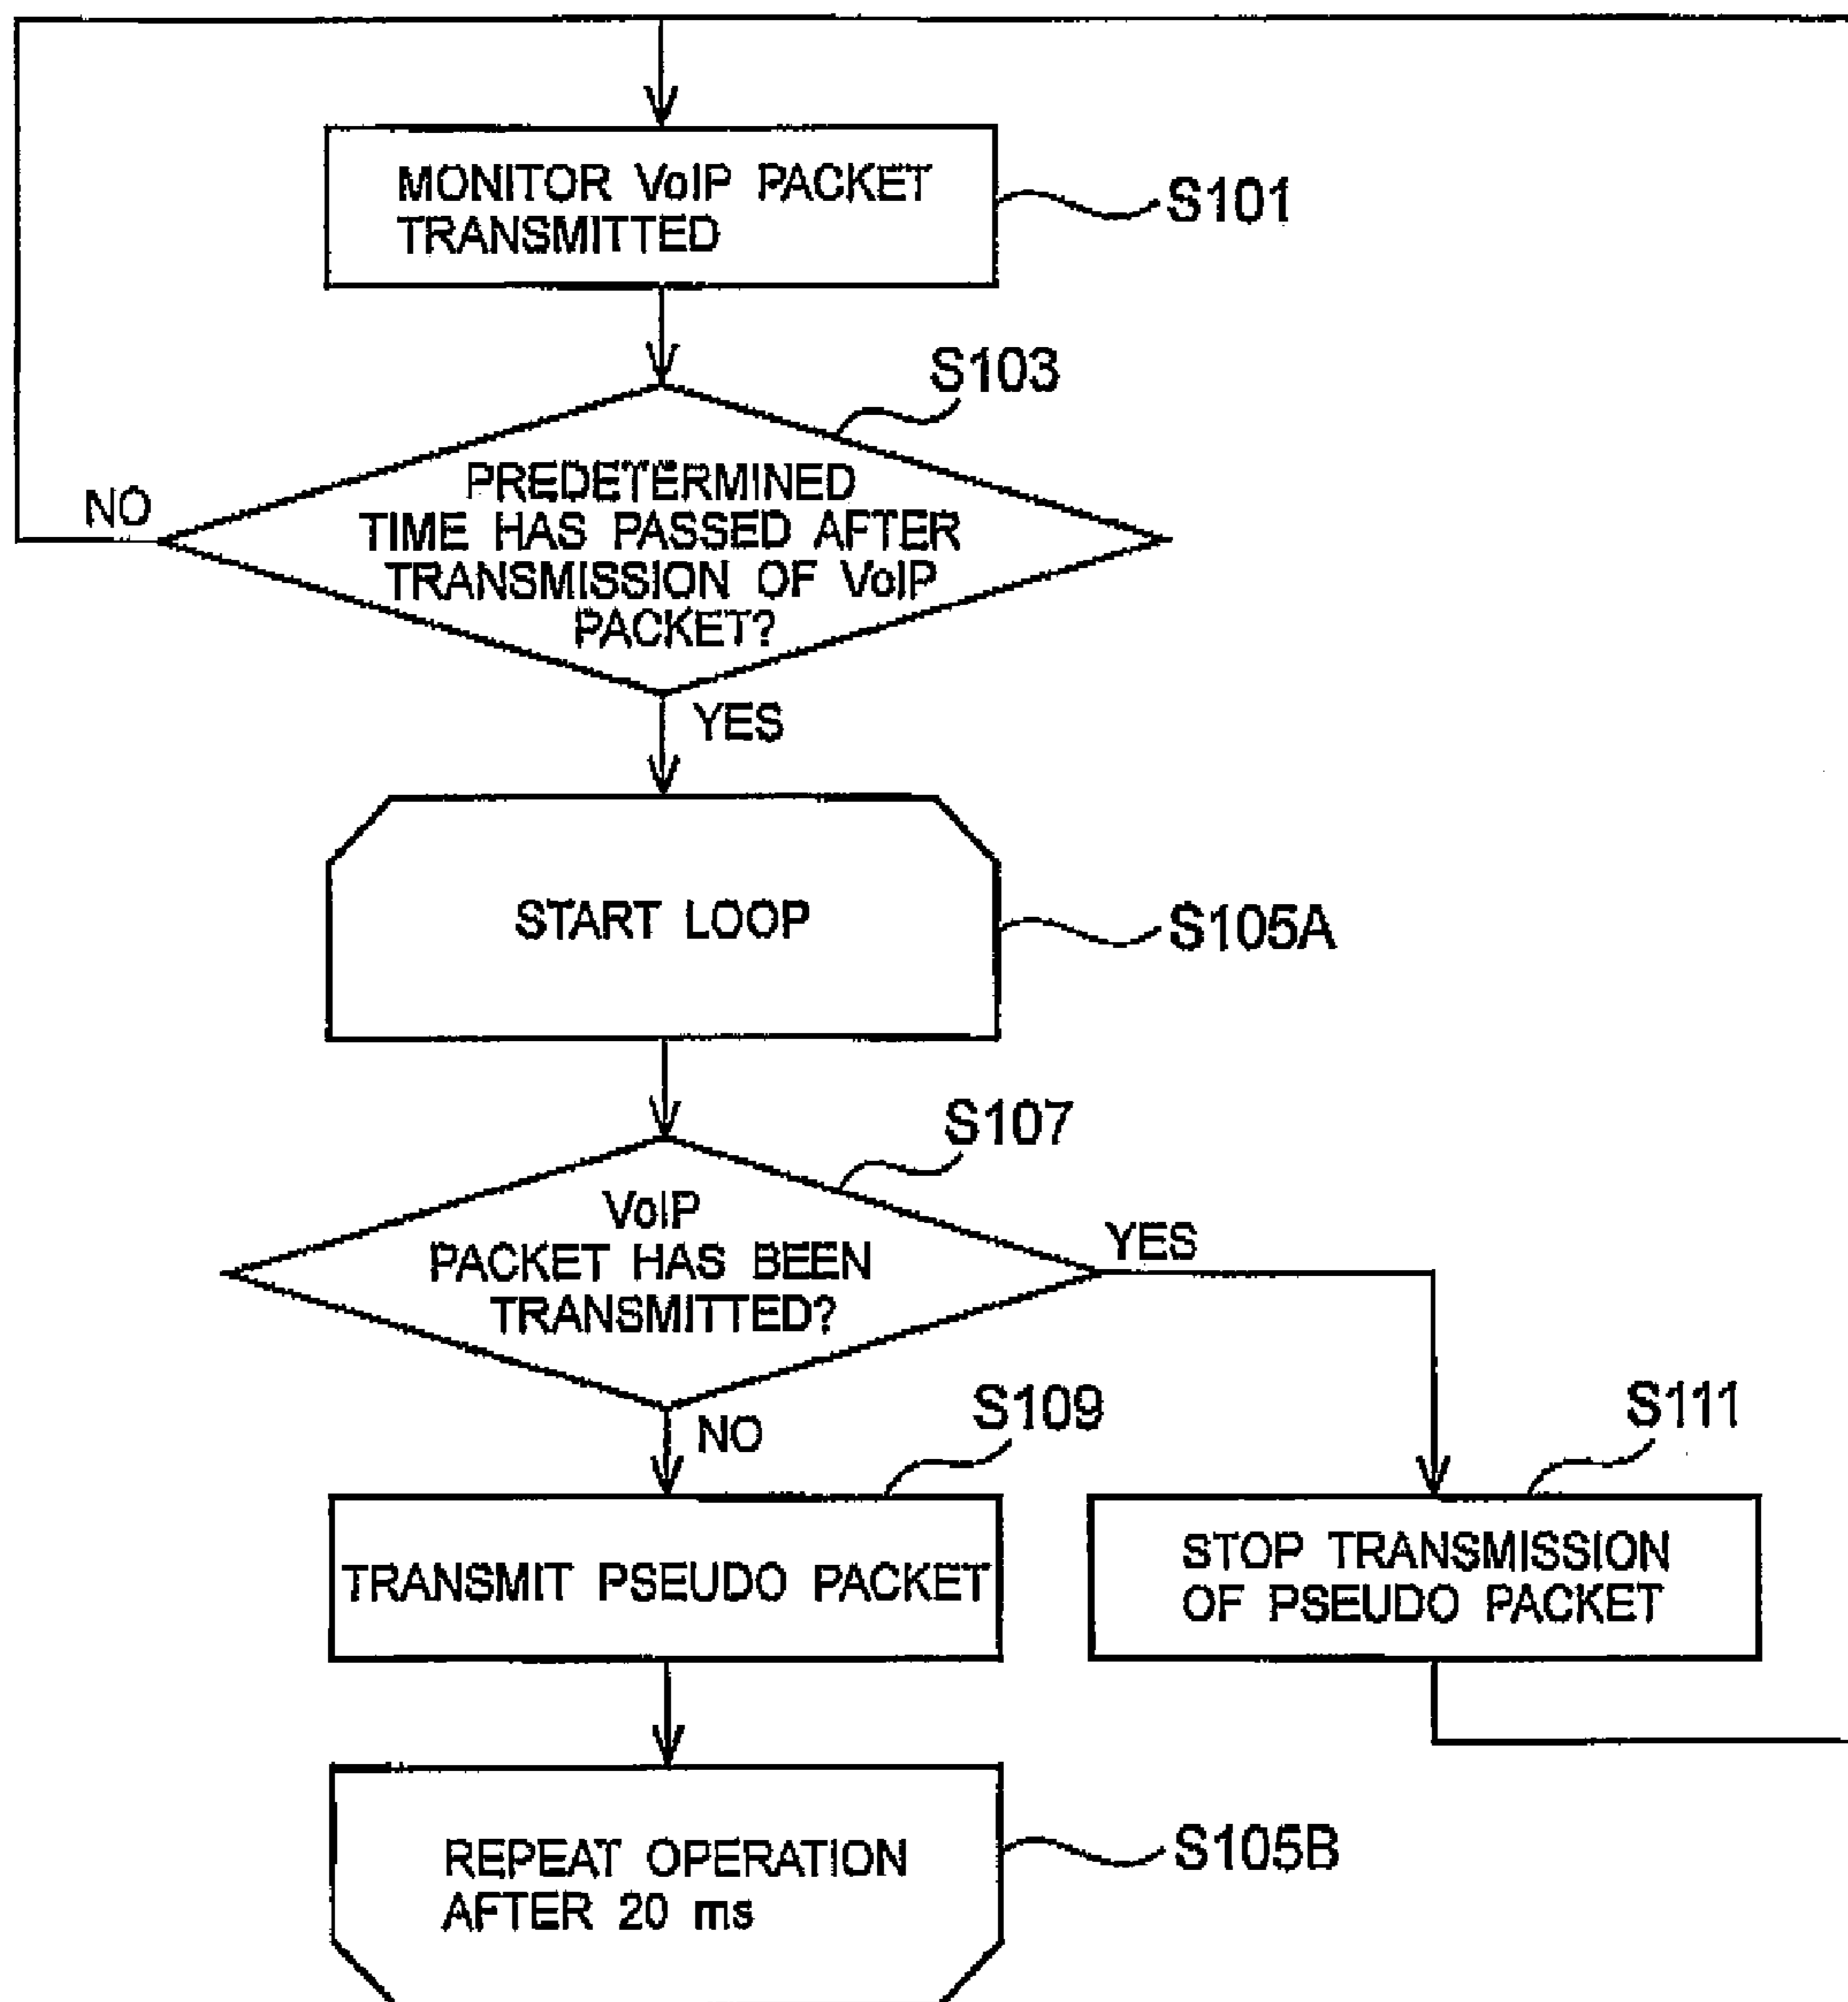 MONITOR VoIP PACKET
TRANSMITTED
S101
S103
PREDETERMINED
TIME HAS PASSED AFTER
TRANSMISSION OF VoIP
PACKET?
NO
YES
START LOOP
S105A
S107
VoIP
PACKET HAS BEEN
TRANSMITTED?
YES
NO
S109
S111
TRANSMIT PSEUDO PACKET
STOP TRANSMISSION
OF PSEUDO PACKET
REPEAT OPERATION
AFTER 20 ms
S105B